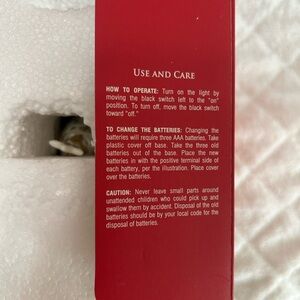 USE AND CARE
HOW TO OPERATE: Turn on the light by
moving the black switch left to the "on"
position. To turn off, move the black switch
toward "off."
TO CHANGE THE BATTERIES: Changing the
batteries will require three AAA batteries. Take
plastic cover off base. Take the three old
batteries out of the base. Place the new
batteries in with the positive terminal side of
each battery, per the illustration. Place cover
over the batteries.
CAUTION: Never leave small parts around
unattended children who could pick up and
swallow them by accident. Disposal of the old
batteries should be by your local code for the
disposal of batteries.